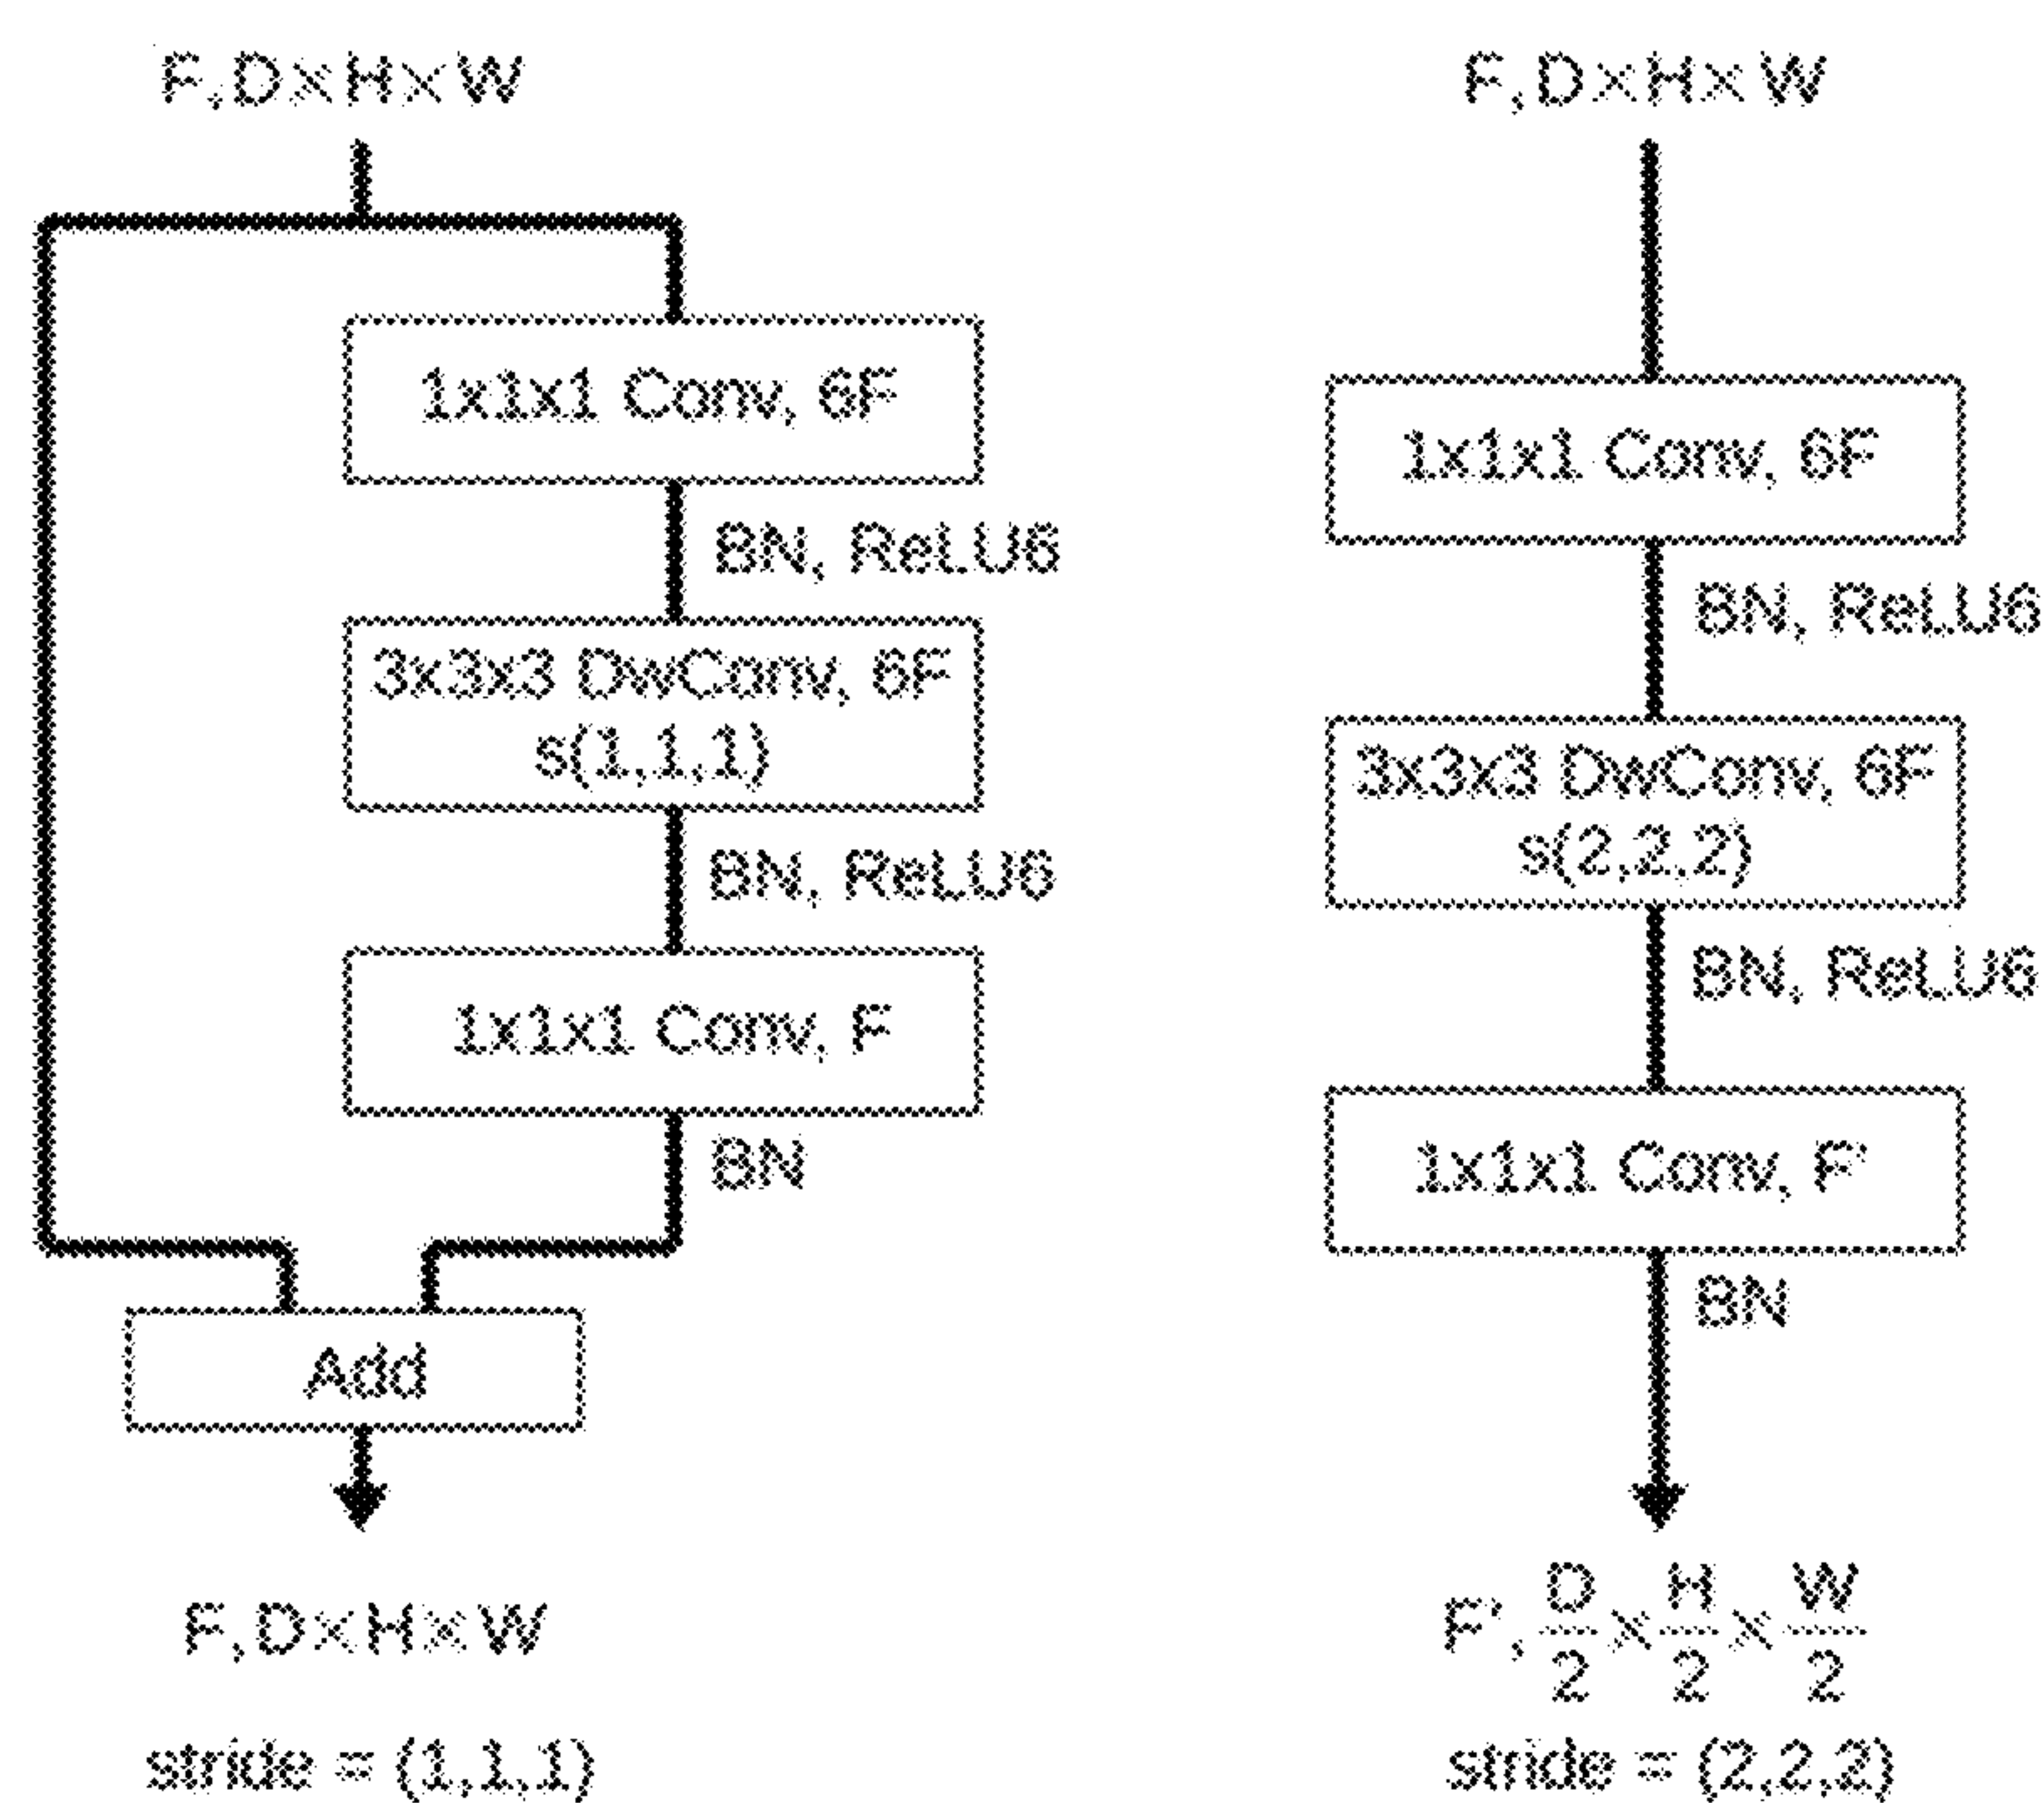 F,D×H×W
1x1x1 Conv, 6F
BN, ReLU6
3x3x3 DwConv, 6F
s(1,1,1)
BN, ReLU6
1x1x1 Conv, F
BN
Add
F,D×H×W
stride = (1,1,1)
F,D×H×W
1x1x1 Conv, 6F
BN, ReLU6
3x3x3 DwConv, 6F
s(2,2,2)
BN, ReLU6
1x1x1 Conv, F'
BN
F', D/2 × H/2 × W/2
stride = (2,2,2)